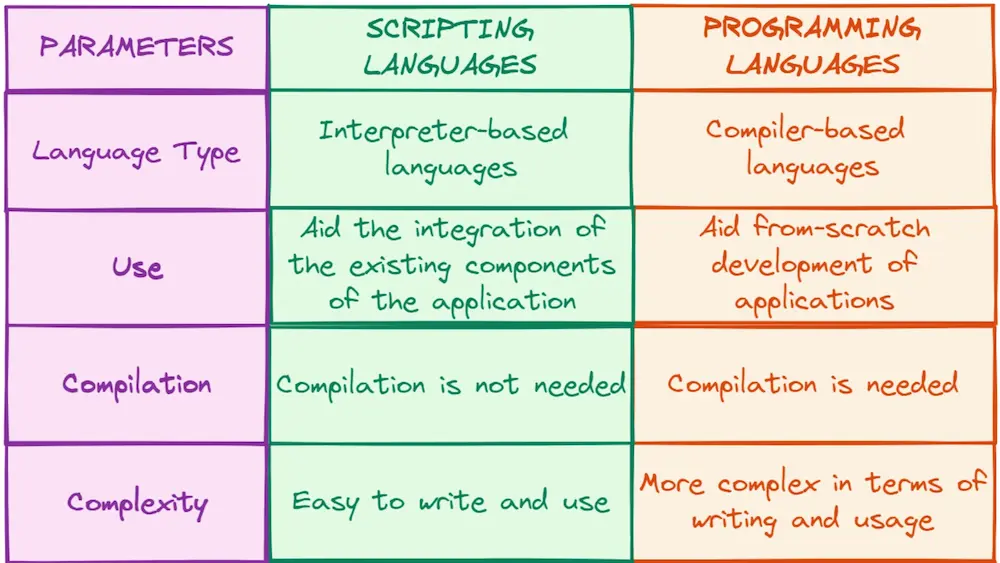 PARAMETERS
SCRIPTING
LANGUAGES
PROGRAMMING
LANGUAGES
Language Type
Interpreter-based
languages
Compiler-based
languages
Use
Aid the integration of
the existing components
of the application
Aid from-scratch
development of
applications
Compilation
Compilation is not needed
Compilation is needed
Complexity
Easy to write and use
More complex in terms of
writing and usage